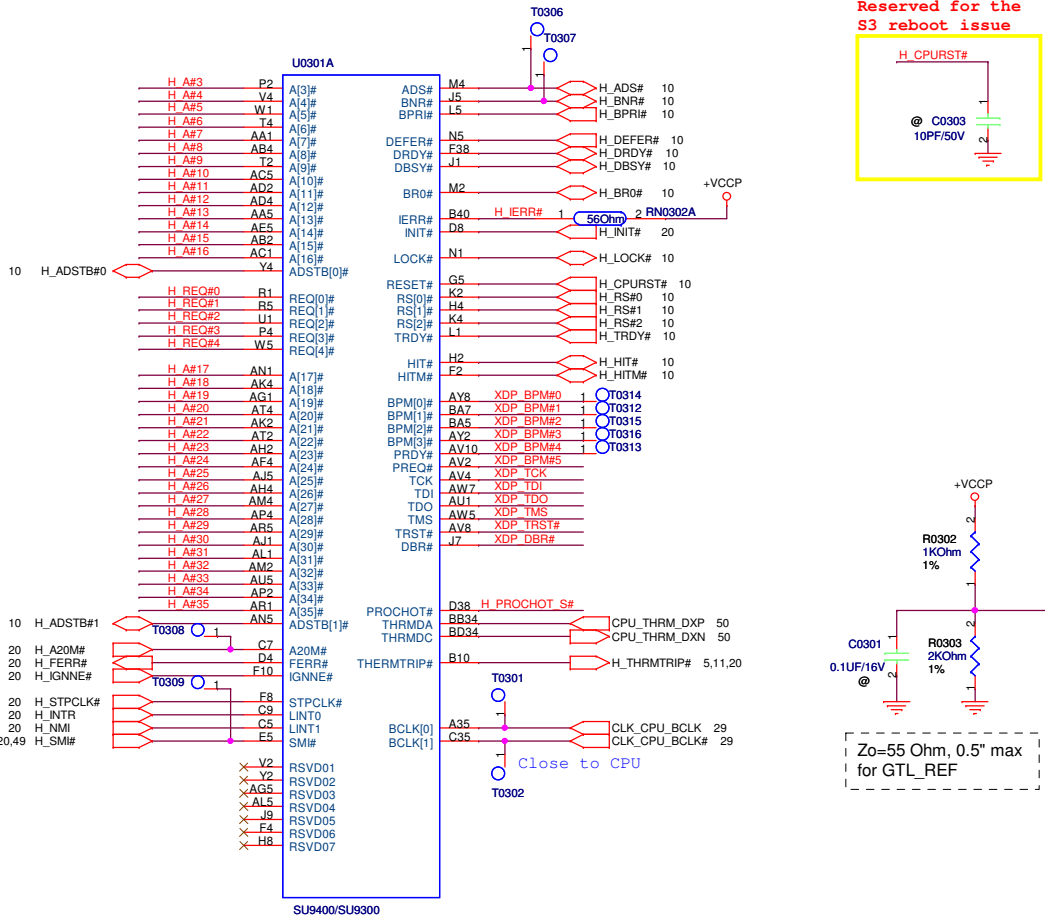 T0306
T0307
Reserved for the
S3 reboot issue
H_CPURST#
1
@ C0303
10PF/50V
2
U0301A
1
1
H_A#3 P2 A[3]#
H_A#4 V4 A[4]#
H_A#5 W1 A[5]#
H_A#6 T4 A[6]#
H_A#7 AA1 A[7]#
H_A#8 AB4 A[8]#
H_A#9 T2 A[9]#
H_A#10 AC5 A[10]#
H_A#11 AD2 A[11]#
H_A#12 AD4 A[12]#
H_A#13 AA5 A[13]#
H_A#14 AE5 A[14]#
H_A#15 AB2 A[15]#
H_A#16 AC1 A[16]#
10 H_ADSTB#0 Y4 ADSTB[0]#
H_REQ#0 R1 REQ[0]#
H_REQ#1 R5 REQ[1]#
H_REQ#2 U1 REQ[2]#
H_REQ#3 P4 REQ[3]#
H_REQ#4 W5 REQ[4]#
H_A#17 AN1 A[17]#
H_A#18 AK4 A[18]#
H_A#19 AG1 A[19]#
H_A#20 AT4 A[20]#
H_A#21 AK2 A[21]#
H_A#22 AT2 A[22]#
H_A#23 AH2 A[23]#
H_A#24 AF4 A[24]#
H_A#25 AJ5 A[25]#
H_A#26 AH4 A[26]#
H_A#27 AM4 A[27]#
H_A#28 AP4 A[28]#
H_A#29 AR5 A[29]#
H_A#30 AJ1 A[30]#
H_A#31 AL1 A[31]#
H_A#32 AM2 A[32]#
H_A#33 AU5 A[33]#
H_A#34 AP2 A[34]#
H_A#35 AR1 A[35]#
10 H_ADSTB#1 AN5 ADSTB[1]#
T0308 1
20 H_A20M# C7 A20M#
20 H_FERR# D4 FERR#
20 H_IGNNE# F10 IGNNE#
T0309 1
20 H_STPCLK# F8 STPCLK#
20 H_INTR C9 LINT0
20 H_NMI C5 LINT1
20,49 H_SMI# E5 SMI#
V2 RSVD01
Y2 RSVD02
AG5 RSVD03
AL5 RSVD04
J9 RSVD05
F4 RSVD06
H8 RSVD07
ADS# M4 H_ADS# 10
BNR# J5 H_BNR# 10
BPRI# L5 H_BPRI# 10
DEFER# N5 H_DEFER# 10
DRDY# F38 H_DRDY# 10
DBSY# J1 H_DBSY# 10
BR0# M2 H_BR0# 10
+VCCP
IERR# B40 H_IERR# 1 56Ohm 2 RN0302A
INIT# D8 H_INIT# 20
LOCK# N1 H_LOCK# 10
RESET# G5 H_CPURST# 10
RS[0]# K2 H_RS#0 10
RS[1]# H4 H_RS#1 10
RS[2]# K4 H_RS#2 10
TRDY# L1 H_TRDY# 10
HIT# H2 H_HIT# 10
HITM# F2 H_HITM# 10
BPM[0]# AY8 XDP_BPM#0 1 T0314
BPM[1]# BA7 XDP_BPM#1 1 T0312
BPM[2]# BA5 XDP_BPM#2 1 T0315
BPM[3]# AY2 XDP_BPM#3 1 T0316
PRDY# AV10 XDP_BPM#4 1 T0313
PREQ# AV2 XDP_BPM#5
TCK AV4 XDP_TCK
TDI AW7 XDP_TDI
TDO AU1 XDP_TDO
TMS AW5 XDP_TMS
TRST# AV8 XDP_TRST#
DBR# J7 XDP_DBR#
PROCHOT# D38 H_PROCHOT_S#
THRMDA BB34 CPU_THRM_DXP 50
THRMDC BD34 CPU_THRM_DXN 50
THERMTRIP# B10 H_THRMTRIP# 5,11,20
T0301
1
BCLK[0] A35 CLK_CPU_BCLK 29
BCLK[1] C35 CLK_CPU_BCLK# 29
1
Close to CPU
T0302
SU9400/SU9300
+VCCP
2
R0302
1KOhm
1%
1
1 2
C0301 R0303
0.1UF/16V 2KOhm
@ 1%
2 1
Zo=55 Ohm, 0.5" max
for GTL_REF